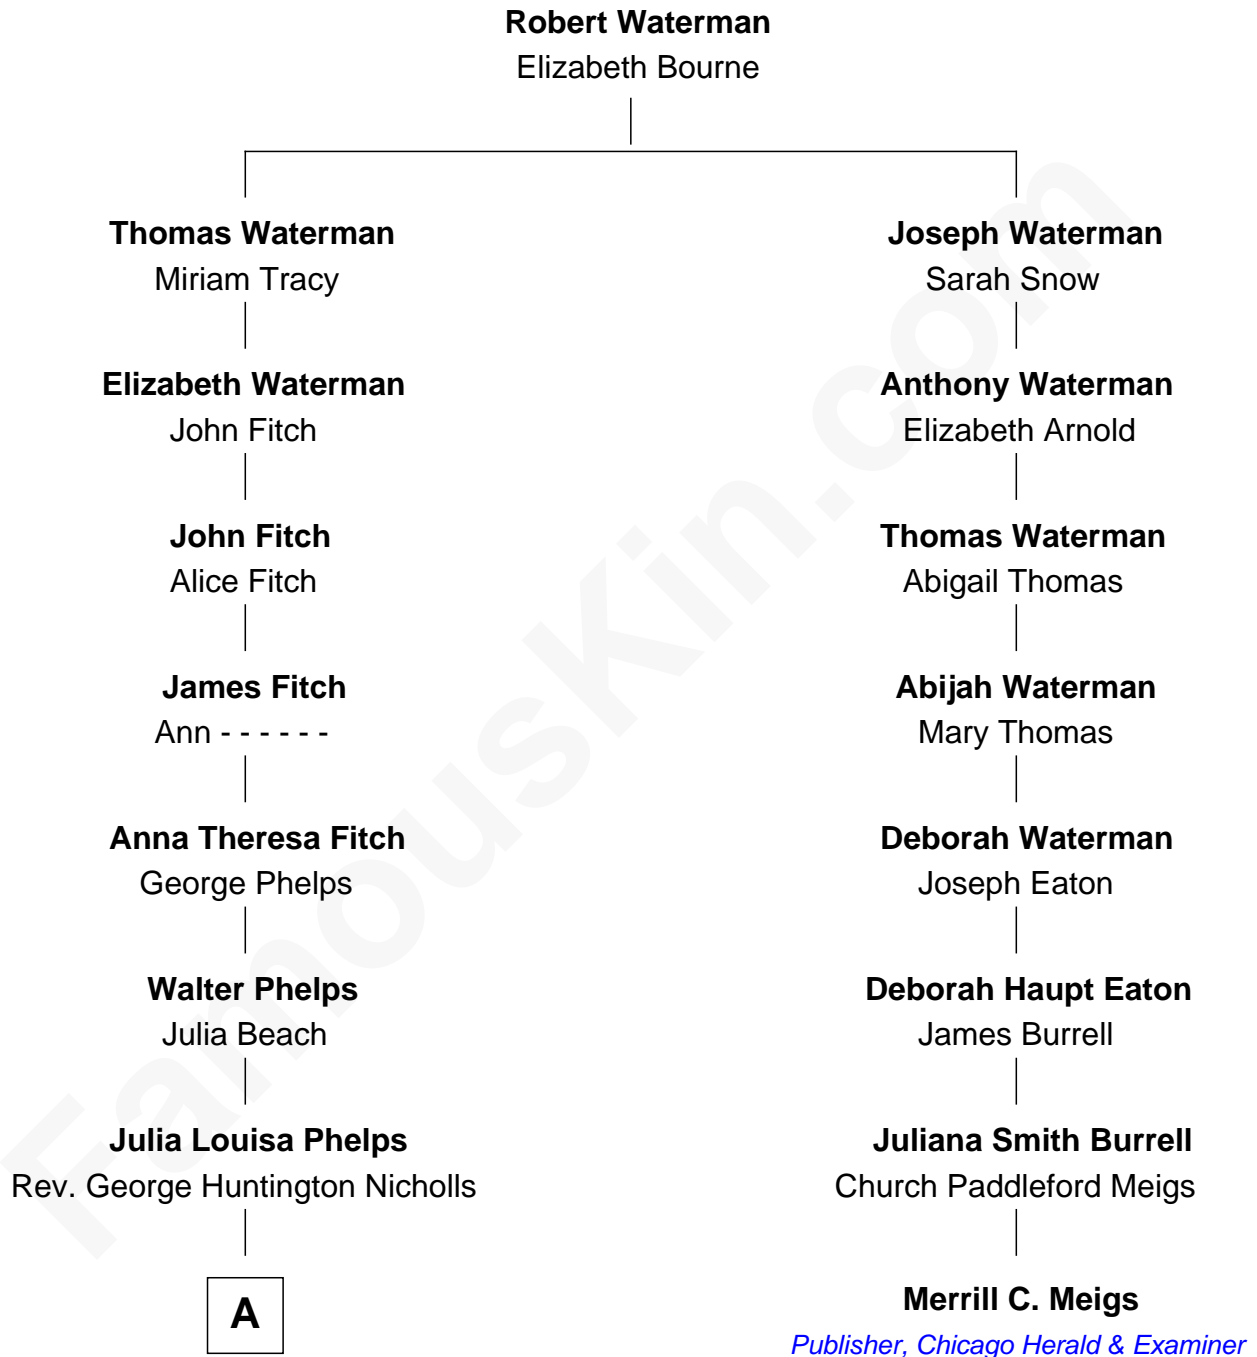 Robert Waterman
Elizabeth Bourne
Thomas Waterman
Miriam Tracy
Elizabeth Waterman
John Fitch
John Fitch
Alice Fitch
James Fitch
Ann - - - - - -
Anna Theresa Fitch
George Phelps
Walter Phelps
Julia Beach
Julia Louisa Phelps
Rev. George Huntington Nicholls
A
Joseph Waterman
Sarah Snow
Anthony Waterman
Elizabeth Arnold
Thomas Waterman
Abigail Thomas
Abijah Waterman
Mary Thomas
Deborah Waterman
Joseph Eaton
Deborah Haupt Eaton
James Burrell
Juliana Smith Burrell
Church Paddleford Meigs
Merrill C. Meigs
Publisher, Chicago Herald & Examiner
FamousKin.com